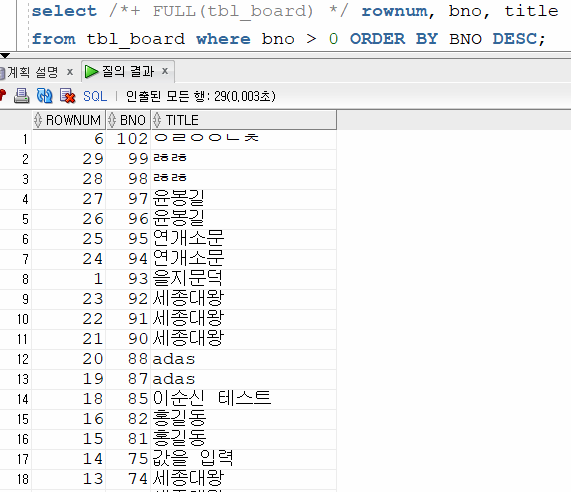 select /*+ FULL(tbl_board) */ rownum, bno, title
from tbl_board where bno > 0 ORDER BY BNO DESC;
계획 설명 x 질의 결과 x
SQL | 인출된 모든 행: 29(0,003초)
ROWNUM BNO TITLE
1 6 102 ㅇㄹㅇㅇㄴㅊ
2 29 99 ㄹㅎㄹㅎ
3 28 98 ㄹㅎㄹㅎ
4 27 97 윤봉길
5 26 96 윤봉길
6 25 95 연개소문
7 24 94 연개소문
8 1 93 을지문덕
9 23 92 세종대왕
10 22 91 세종대왕
11 21 90 세종대왕
12 20 88 adas
13 19 87 adas
14 18 85 이순신 테스트
15 16 82 홍길동
16 15 81 홍길동
17 14 75 값을 입력
18 13 74 세종대왕